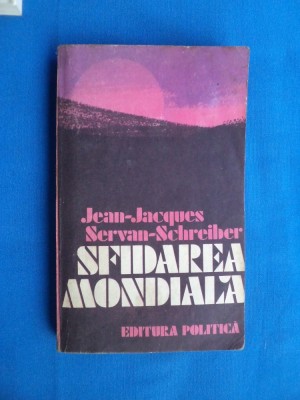 Jean-Jacques
Servan-Schreiber
SFIDAREA
MONDIALĂ
EDITURA POLITICĂ